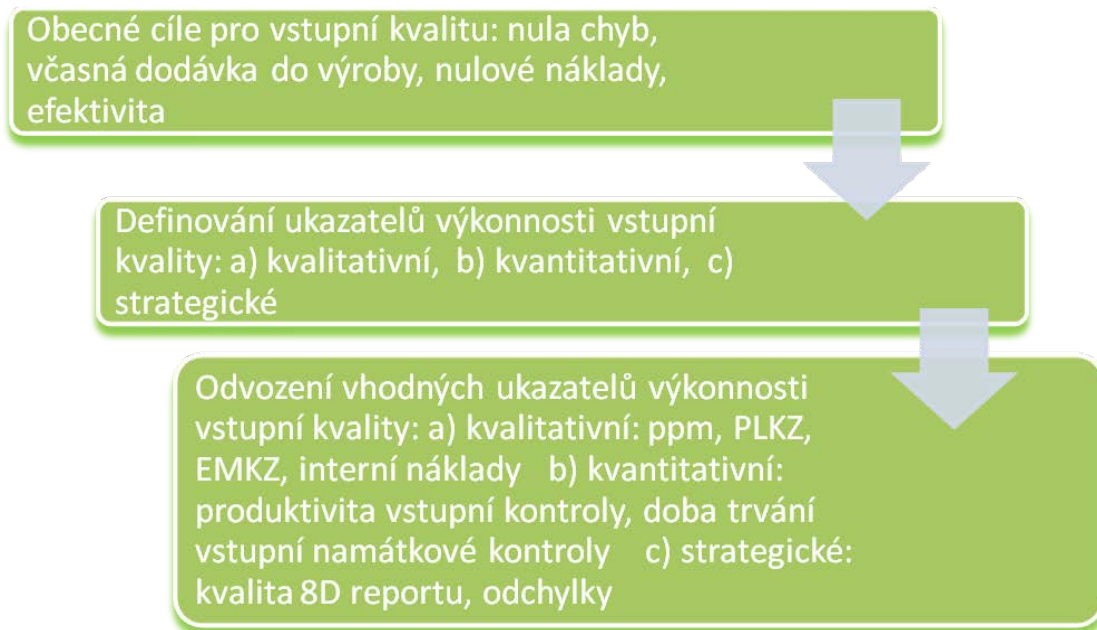 Obecné cíle pro vstupní kvalitu: nula chyb,
včasná dodávka do výroby, nulové náklady,
efektivita
Definování ukazatelů výkonnosti vstupní
kvality: a) kvalitativní, b) kvantitativní, c)
strategické
Odvození vhodných ukazatelů výkonnosti
vstupní kvality: a) kvalitativní: ppm, PLKZ,
EMKZ, interní náklady b) kvantitativní:
produktivita vstupní kontroly, doba trvání
vstupní namátkové kontroly c) strategické:
kvalita 8D reportu, odchylky